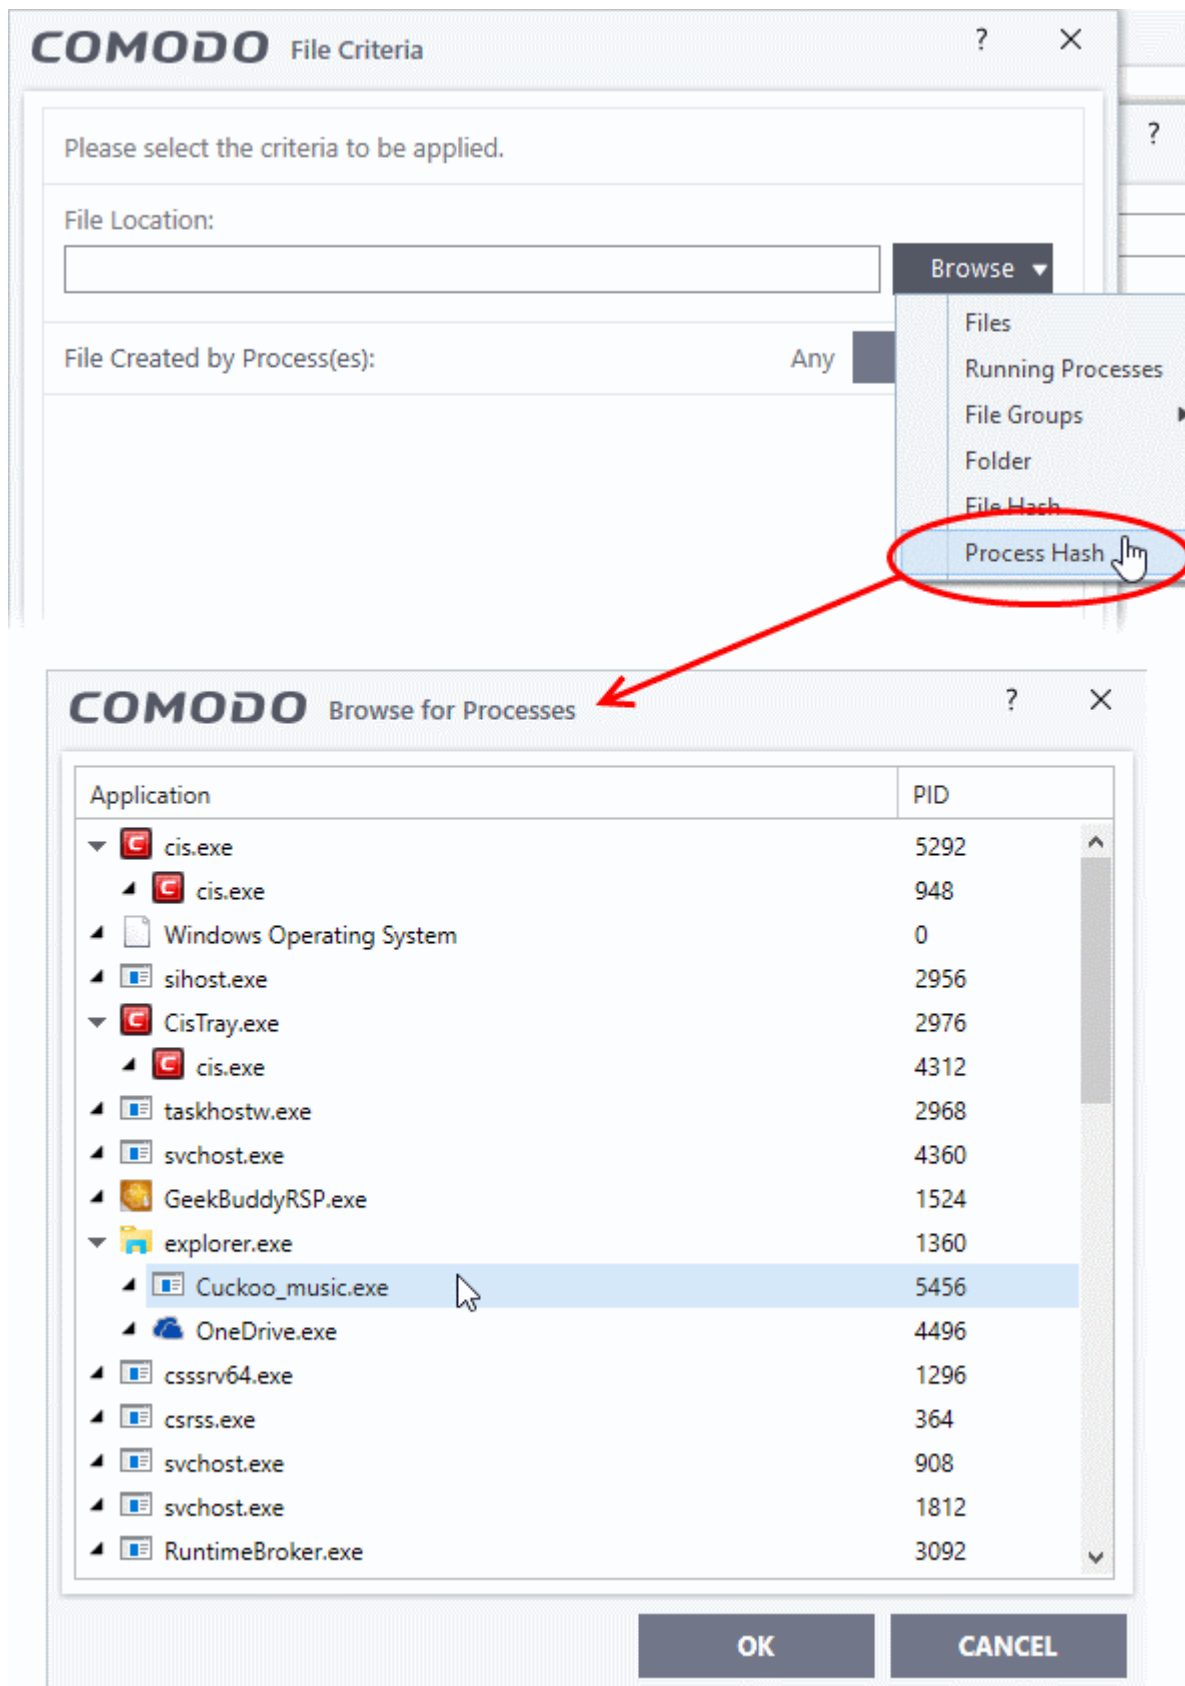 COMODO File Criteria ? ×
?
Please select the criteria to be applied.
File Location:
Browse
Files
File Created by Process(es): Any
Running Processes
File Groups
Folder
File Hash
Process Hash
COMODO Browse for Processes ? ×
Application PID
cis.exe 5292
cis.exe 948
Windows Operating System 0
sihost.exe 2956
CisTray.exe 2976
cis.exe 4312
taskhostw.exe 2968
svchost.exe 4360
GeekBuddyRSP.exe 1524
explorer.exe 1360
Cuckoo_music.exe 5456
OneDrive.exe 4496
csssrv64.exe 1296
csrss.exe 364
svchost.exe 908
svchost.exe 1812
RuntimeBroker.exe 3092
OK CANCEL